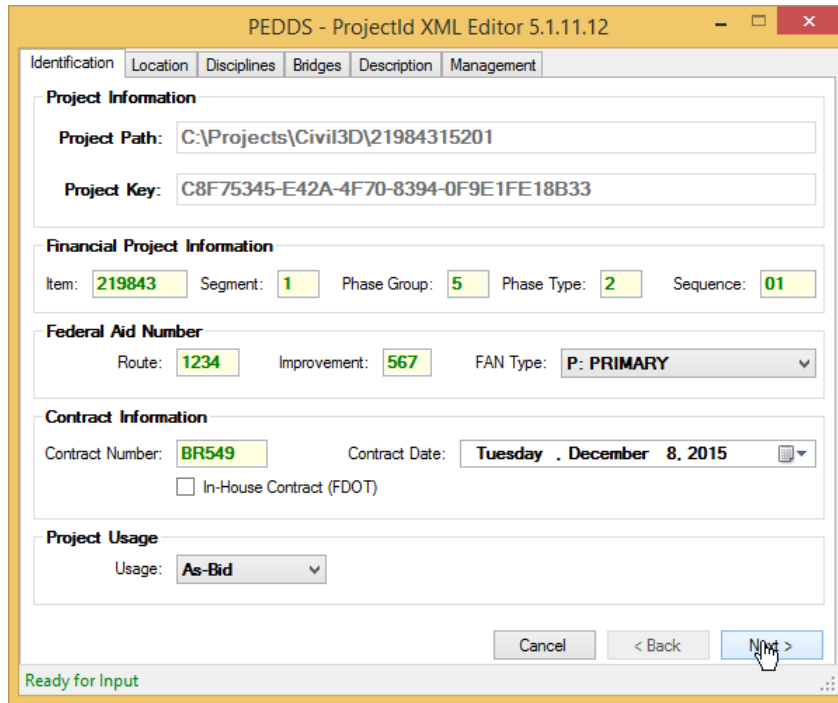 PEDDS - ProjectId XML Editor 5.1.11.12
Identification Location Disciplines Bridges Description Management
Project Information
Project Path: C:\Projects\Civil3D\21984315201
Project Key: C8F75345-E42A-4F70-8394-0F9E1FE18B33
Financial Project Information
Item: 219843 Segment: 1 Phase Group: 5 Phase Type: 2 Sequence: 01
Federal Aid Number
Route: 1234 Improvement: 567 FAN Type: P: PRIMARY
Contract Information
Contract Number: BR549 Contract Date: Tuesday , December 8, 2015
In-House Contract (FDOT)
Project Usage
Usage: As-Bid
Cancel < Back Next >
Ready for Input